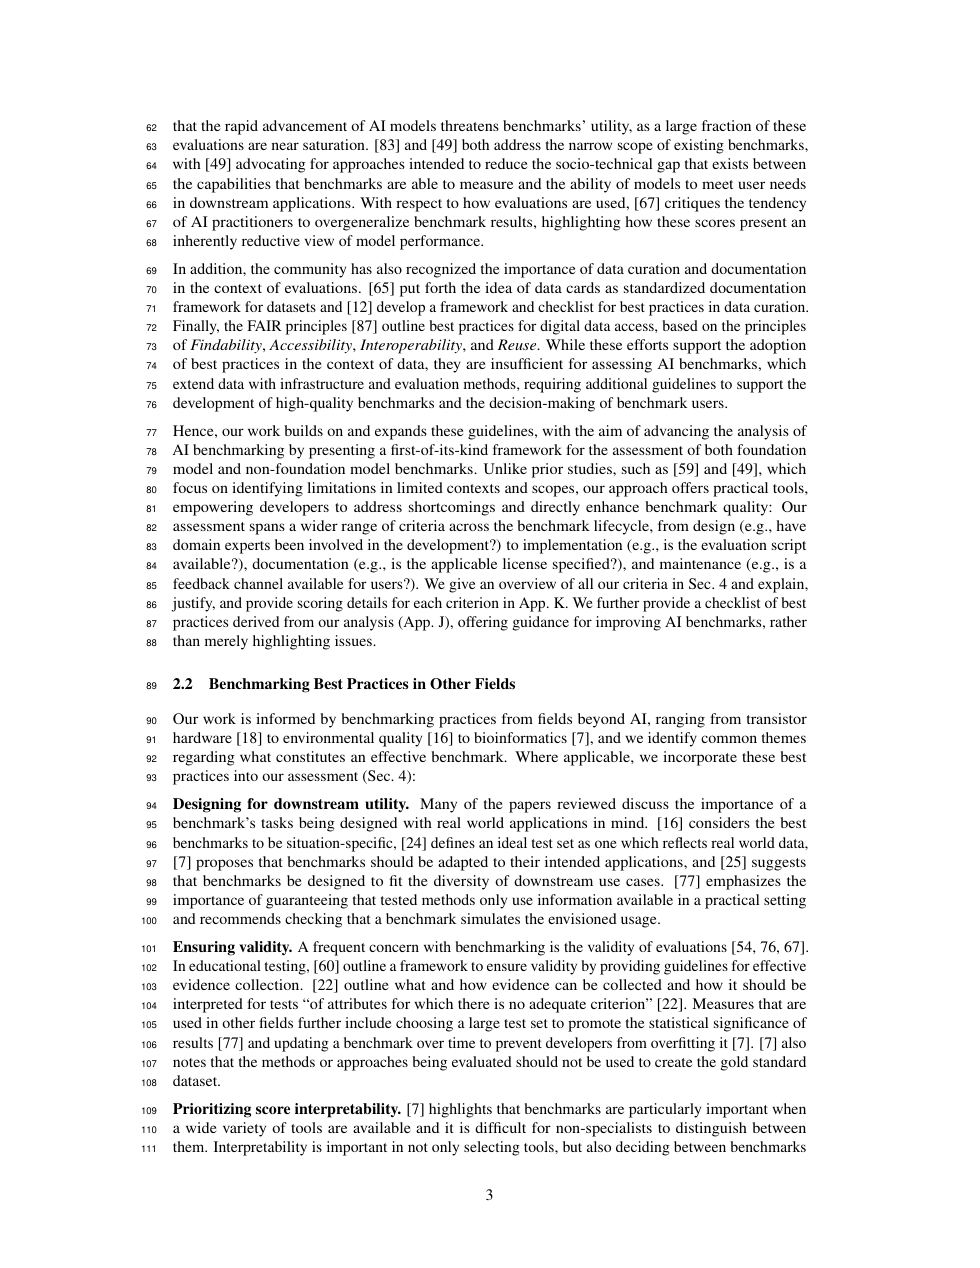 62 that the rapid advancement of AI models threatens benchmarks’ utility, as a large fraction of these
63 evaluations are near saturation. [83] and [49] both address the narrow scope of existing benchmarks,
64 with [49] advocating for approaches intended to reduce the socio-technical gap that exists between
65 the capabilities that benchmarks are able to measure and the ability of models to meet user needs
66 in downstream applications. With respect to how evaluations are used, [67] critiques the tendency
67 of AI practitioners to overgeneralize benchmark results, highlighting how these scores present an
68 inherently reductive view of model performance.
69 In addition, the community has also recognized the importance of data curation and documentation
70 in the context of evaluations. [65] put forth the idea of data cards as standardized documentation
71 framework for datasets and [12] develop a framework and checklist for best practices in data curation.
72 Finally, the FAIR principles [87] outline best practices for digital data access, based on the principles
73 of Findability, Accessibility, Interoperability, and Reuse. While these efforts support the adoption
74 of best practices in the context of data, they are insufficient for assessing AI benchmarks, which
75 extend data with infrastructure and evaluation methods, requiring additional guidelines to support the
76 development of high-quality benchmarks and the decision-making of benchmark users.
77 Hence, our work builds on and expands these guidelines, with the aim of advancing the analysis of
78 AI benchmarking by presenting a first-of-its-kind framework for the assessment of both foundation
79 model and non-foundation model benchmarks. Unlike prior studies, such as [59] and [49], which
80 focus on identifying limitations in limited contexts and scopes, our approach offers practical tools,
81 empowering developers to address shortcomings and directly enhance benchmark quality: Our
82 assessment spans a wider range of criteria across the benchmark lifecycle, from design (e.g., have
83 domain experts been involved in the development?) to implementation (e.g., is the evaluation script
84 available?), documentation (e.g., is the applicable license specified?), and maintenance (e.g., is a
85 feedback channel available for users?). We give an overview of all our criteria in Sec. 4 and explain,
86 justify, and provide scoring details for each criterion in App. K. We further provide a checklist of best
87 practices derived from our analysis (App. J), offering guidance for improving AI benchmarks, rather
88 than merely highlighting issues.
89 2.2 Benchmarking Best Practices in Other Fields
90 Our work is informed by benchmarking practices from fields beyond AI, ranging from transistor
91 hardware [18] to environmental quality [16] to bioinformatics [7], and we identify common themes
92 regarding what constitutes an effective benchmark. Where applicable, we incorporate these best
93 practices into our assessment (Sec. 4):
94 Designing for downstream utility. Many of the papers reviewed discuss the importance of a
95 benchmark’s tasks being designed with real world applications in mind. [16] considers the best
96 benchmarks to be situation-specific, [24] defines an ideal test set as one which reflects real world data,
97 [7] proposes that benchmarks should be adapted to their intended applications, and [25] suggests
98 that benchmarks be designed to fit the diversity of downstream use cases. [77] emphasizes the
99 importance of guaranteeing that tested methods only use information available in a practical setting
100 and recommends checking that a benchmark simulates the envisioned usage.
101 Ensuring validity. A frequent concern with benchmarking is the validity of evaluations [54, 76, 67].
102 In educational testing, [60] outline a framework to ensure validity by providing guidelines for effective
103 evidence collection. [22] outline what and how evidence can be collected and how it should be
104 interpreted for tests “of attributes for which there is no adequate criterion” [22]. Measures that are
105 used in other fields further include choosing a large test set to promote the statistical significance of
106 results [77] and updating a benchmark over time to prevent developers from overfitting it [7]. [7] also
107 notes that the methods or approaches being evaluated should not be used to create the gold standard
108 dataset.
109 Prioritizing score interpretability. [7] highlights that benchmarks are particularly important when
110 a wide variety of tools are available and it is difficult for non-specialists to distinguish between
111 them. Interpretability is important in not only selecting tools, but also deciding between benchmarks
3